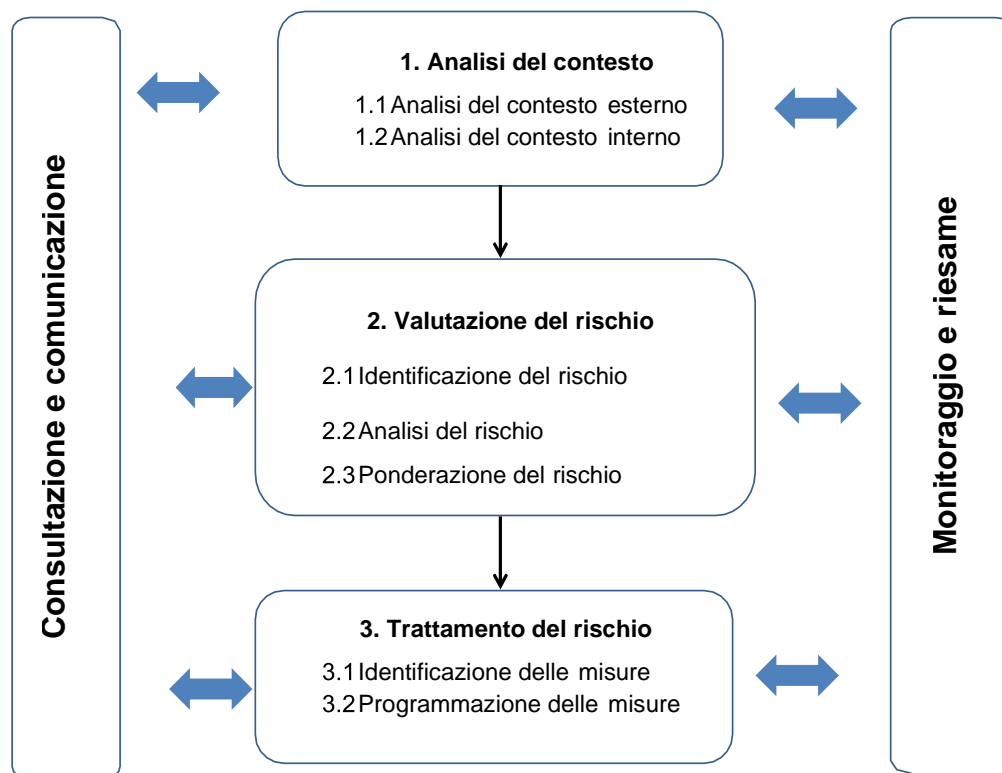 Consultazione e comunicazione
1. Analisi del contesto
1.1 Analisi del contesto esterno
1.2 Analisi del contesto interno
2. Valutazione del rischio
2.1 Identificazione del rischio
2.2 Analisi del rischio
2.3 Ponderazione del rischio
3. Trattamento del rischio
3.1 Identificazione delle misure
3.2 Programmazione delle misure
Monitoraggio e riesame